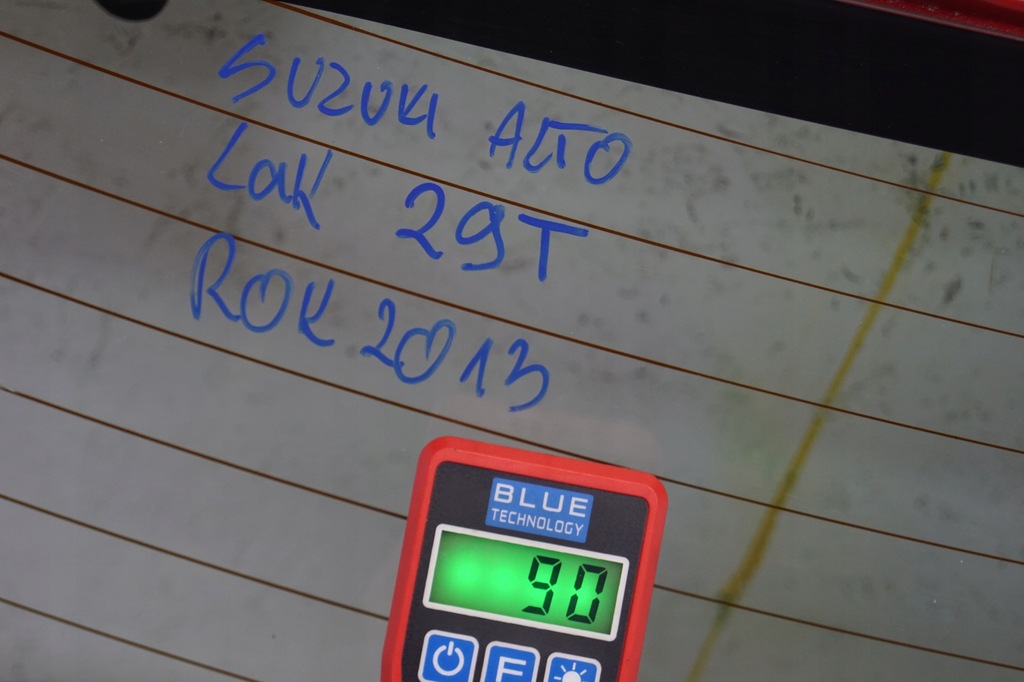 SUZUKI ALTO
LaK 29T
ROK 2013
BLUE
TECHNOLOGY
90
F